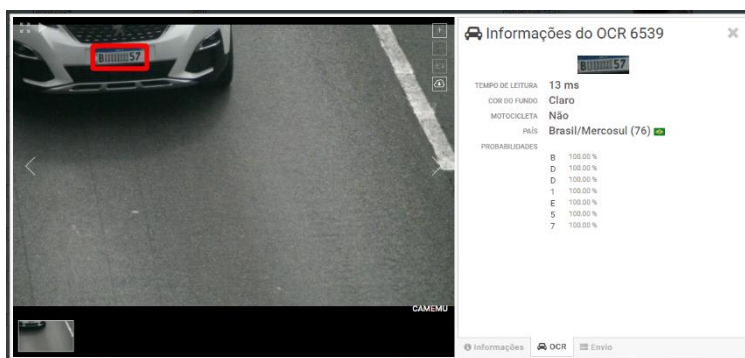 Informações do OCR 6539
B 57
B 57
TEMPO DE LEITURA 13 ms
COR DO FUNDO Claro
MOTOCICLETA Não
PAÍS Brasil/Mercosul (76)
PROBABILIDADES
B 100.00 %
D 100.00 %
D 100.00 %
1 100.00 %
E 100.00 %
5 100.00 %
7 100.00 %
CAMEMU
Informações OCR Envio